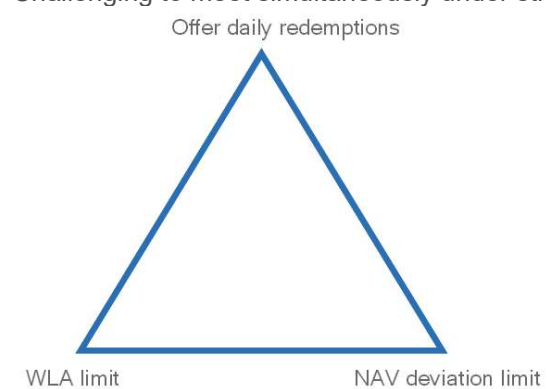 Challenging to meet simultaneously under
Offer daily redemptions
WLA limit
NAV deviation limit